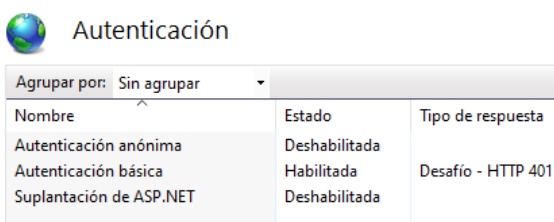 Autenticación
Agrupar por: Sin agrupar
Nombre Estado Tipo de respuesta
Autenticación anónima Deshabilitada
Autenticación básica Habilitada Desafío - HTTP 401
Suplantación de ASP.NET Deshabilitada